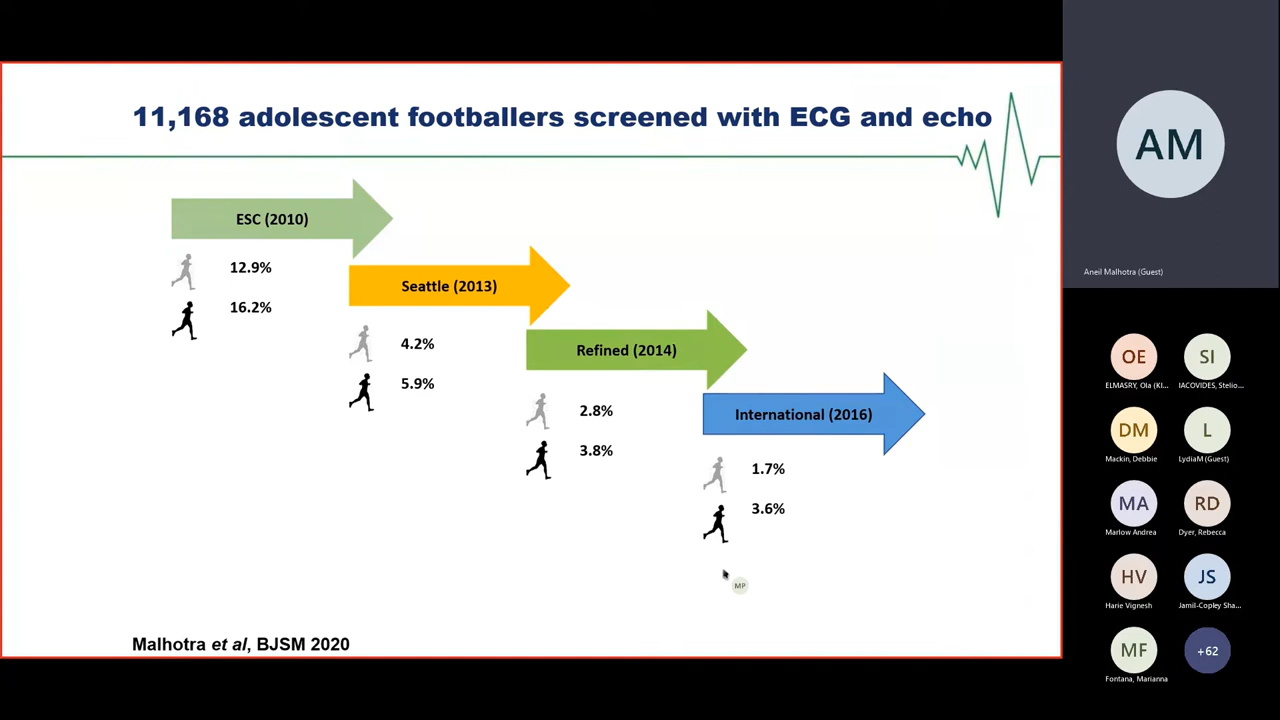 11,168 adolescent footballers screened with ECG and echo
ESC (2010)
12.9%
16.2%
Seattle (2013)
4.2%
5.9%
Refined (2014)
2.8%
3.8%
International (2016)
1.7%
3.6%
MP
Malhotra et al, BJSM 2020
AM
Aneil Malhotra (Guest)
OE
ELMASRY, Ola (KI...
SI
IACOVIDES, Stelio...
DM
Mackin, Debbie
L
LydiaM (Guest)
MA
Marlow Andrea
RD
Dyer, Rebecca
HV
Harie Vignesh
JS
Jamil-Copley Sha...
MF
Fontana, Marianna
+62